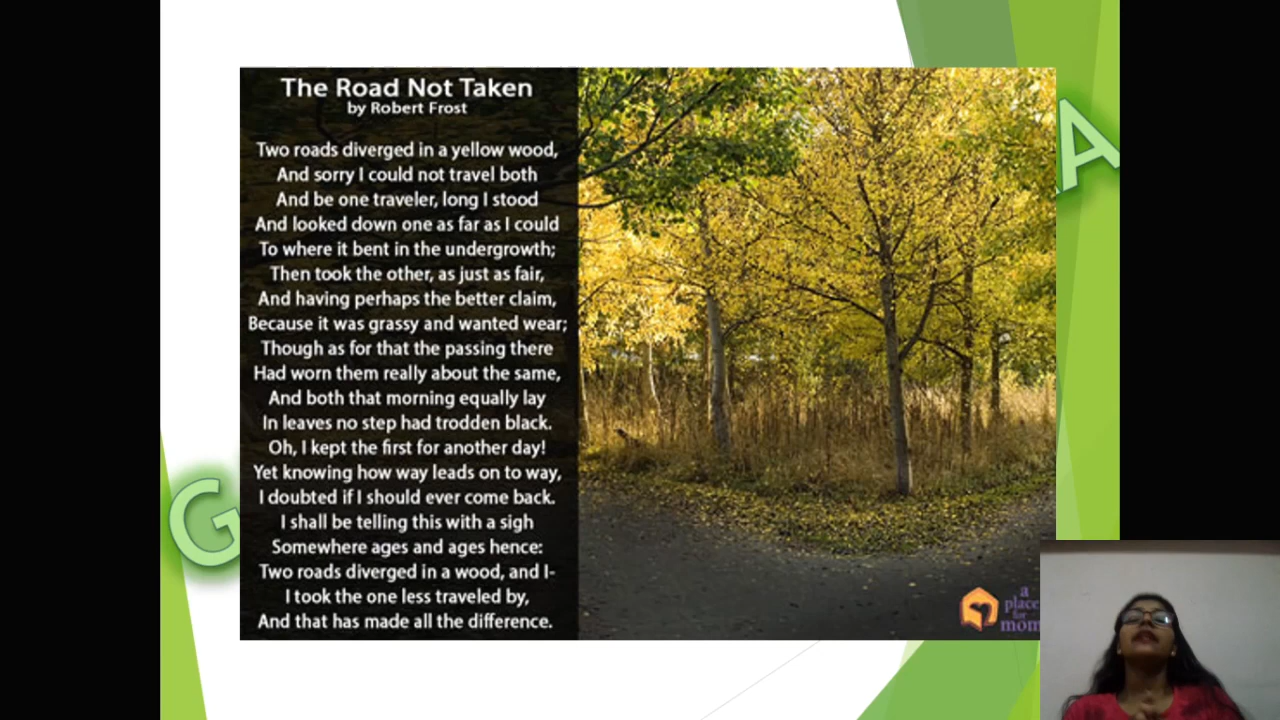 The Road Not Taken
by Robert Frost
Two roads diverged in a yellow wood,
And sorry I could not travel both
And be one traveler, long I stood
And looked down one as far as I could
To where it bent in the undergrowth;
Then took the other, as just as fair,
And having perhaps the better claim,
Because it was grassy and wanted wear;
Though as for that the passing there
Had worn them really about the same,
And both that morning equally lay
In leaves no step had trodden black.
Oh, I kept the first for another day!
Yet knowing how way leads on to way,
I doubted if I should ever come back.
I shall be telling this with a sigh
Somewhere ages and ages hence:
Two roads diverged in a wood, and I-
I took the one less traveled by,
And that has made all the difference.
a
place
for
mom
G
A